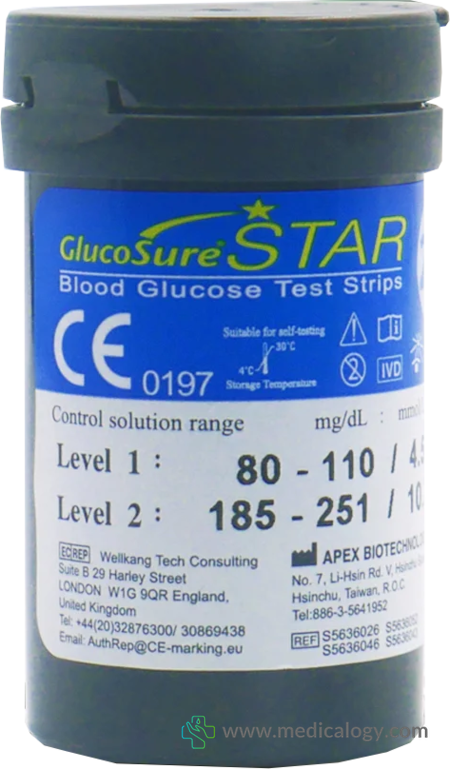 GlucoSure® STAR
Blood Glucose Test Strips
CE 0197
Suitable for self-testing
30°C
4°C
Storage Temperature
IVD
Control solution range mg/dL :
Level 1 : 80 - 110 /
Level 2 : 185 - 251 /
EC REP Wellkang Tech Consulting
Suite B 29 Harley Street
LONDON W1G 9QR England,
United Kingdom
Tel: +44(20)32876300/ 30869438
Email: AuthRep@CE-marking.eu
APEX
No. 7, Li-Hsin Rd. V,
Hsinchu, Taiwan, R.O.C.
Tel:886-3-5641952
REF S5636026
S5636046
www.medicalogy.com